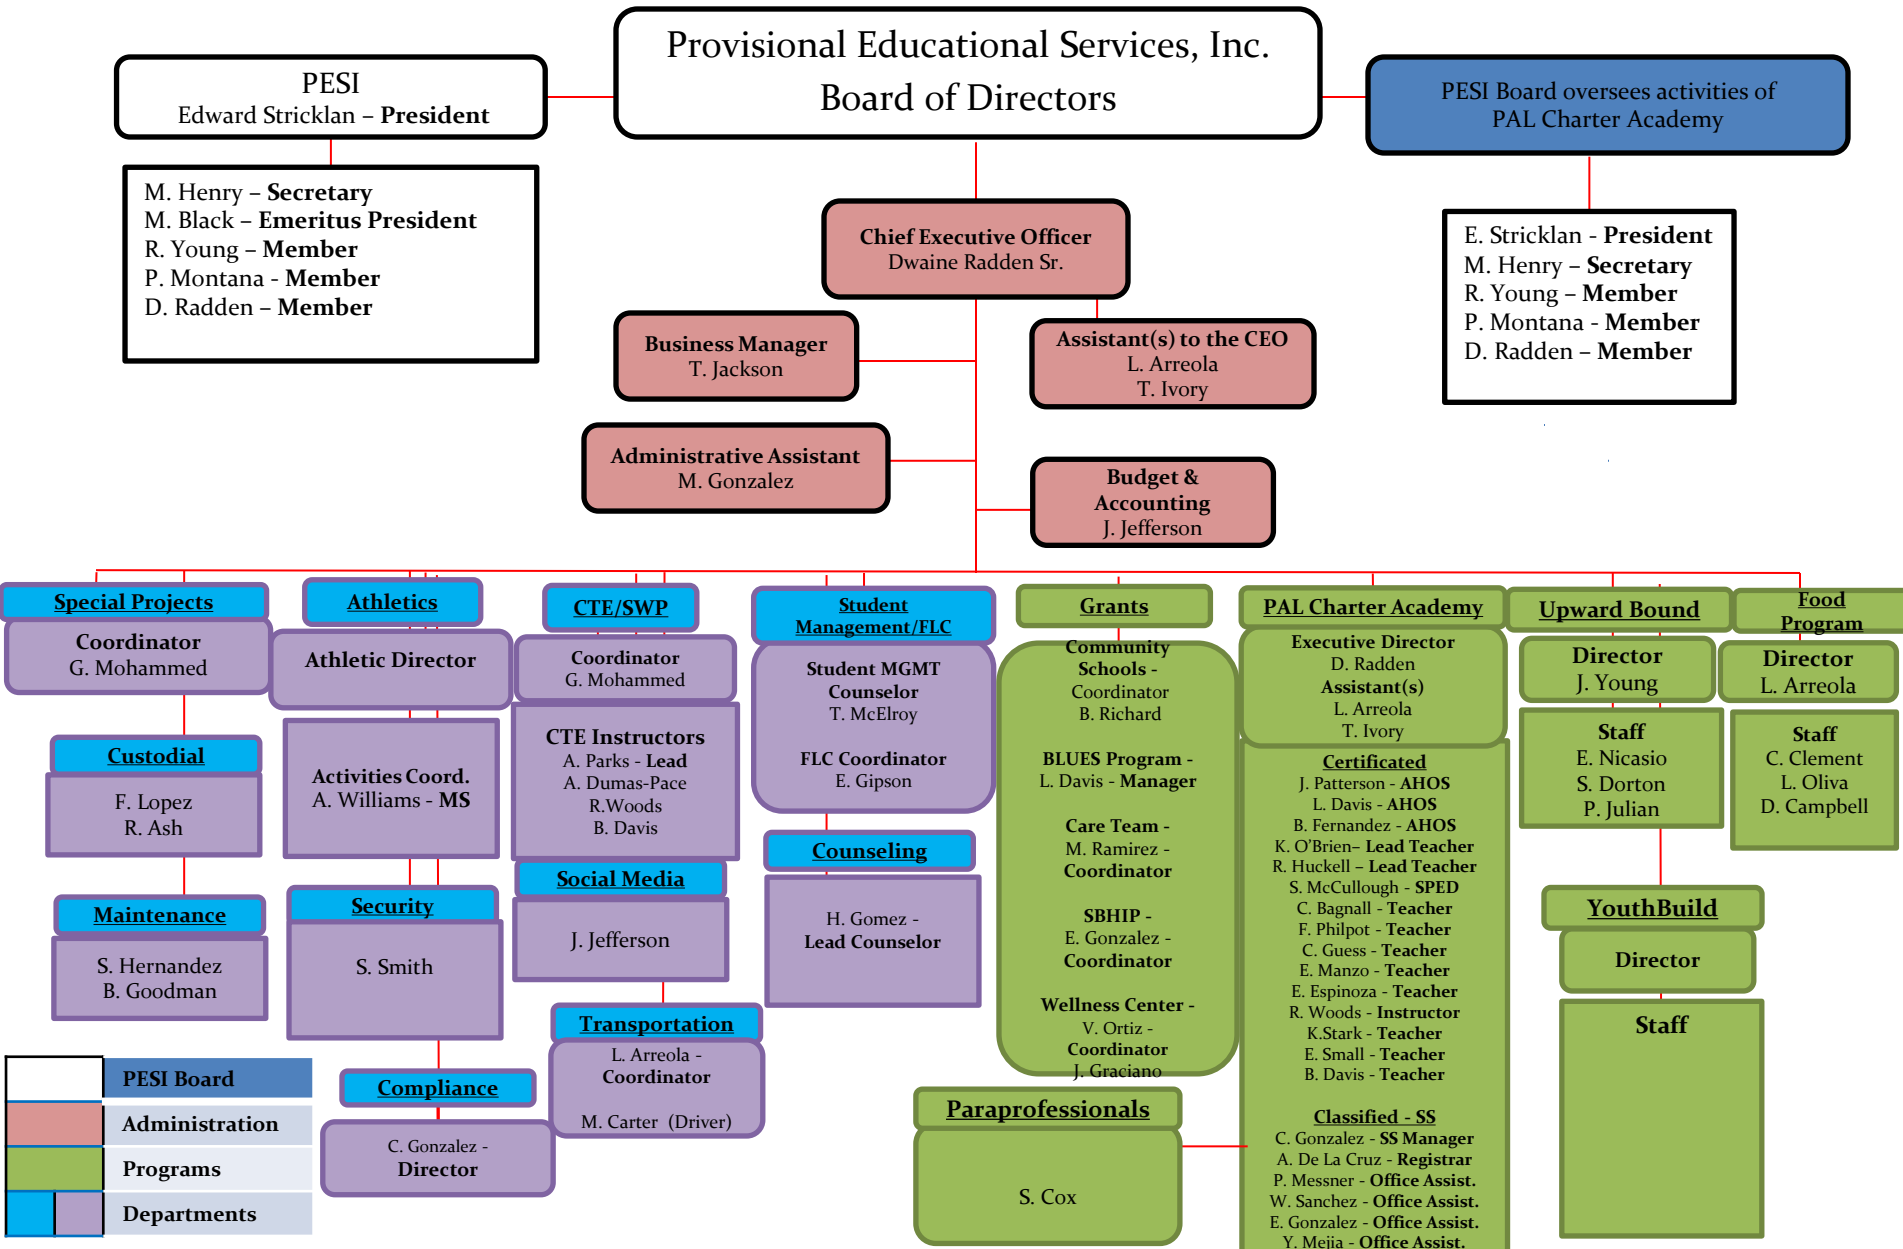 Provisional Educational Services, Inc.
Board of Directors
PESI
Edward Stricklan – President
PESI Board oversees activities of
PAL Charter Academy
M. Henry – Secretary
M. Black – Emeritus President
R. Young – Member
P. Montana - Member
D. Radden – Member
E. Stricklan - President
M. Henry – Secretary
R. Young – Member
P. Montana - Member
D. Radden – Member
Chief Executive Officer
Dwaine Radden Sr.
Business Manager
T. Jackson
Assistant(s) to the CEO
L. Arreola
T. Ivory
Administrative Assistant
M. Gonzalez
Budget &
Accounting
J. Jefferson
Special Projects
Coordinator
G. Mohammed
Custodial
F. Lopez
R. Ash
Maintenance
S. Hernandez
B. Goodman
Athletics
Athletic Director
Activities Coord.
A. Williams - MS
Security
S. Smith
Compliance
C. Gonzalez -
Director
CTE/SWP
Coordinator
G. Mohammed
CTE Instructors
A. Parks - Lead
A. Dumas-Pace
R.Woods
B. Davis
Social Media
J. Jefferson
Transportation
L. Arreola -
Coordinator
M. Carter (Driver)
Student
Management/FLC
Student MGMT
Counselor
T. McElroy
FLC Coordinator
E. Gipson
Counseling
H. Gomez -
Lead Counselor
Grants
Community
Schools -
Coordinator
B. Richard
BLUES Program -
L. Davis - Manager
Care Team -
M. Ramirez -
Coordinator
SBHIP -
E. Gonzalez -
Coordinator
Wellness Center -
V. Ortiz -
Coordinator
J. Graciano
Paraprofessionals
S. Cox
PAL Charter Academy
Executive Director
D. Radden
Assistant(s)
L. Arreola
T. Ivory
Certificated
J. Patterson - AHOS
L. Davis - AHOS
B. Fernandez - AHOS
K. O'Brien– Lead Teacher
R. Huckell – Lead Teacher
S. McCullough - SPED
C. Bagnall - Teacher
F. Philpot - Teacher
C. Guess - Teacher
E. Manzo - Teacher
E. Espinoza - Teacher
R. Woods - Instructor
K.Stark - Teacher
E. Small - Teacher
B. Davis - Teacher
Classified - SS
C. Gonzalez - SS Manager
A. De La Cruz - Registrar
P. Messner - Office Assist.
W. Sanchez - Office Assist.
E. Gonzalez - Office Assist.
Y. Mejia - Office Assist.
Upward Bound
Director
J. Young
Staff
E. Nicasio
S. Dorton
P. Julian
YouthBuild
Director
Staff
Food
Program
Director
L. Arreola
Staff
C. Clement
L. Oliva
D. Campbell
PESI Board
Administration
Programs
Departments